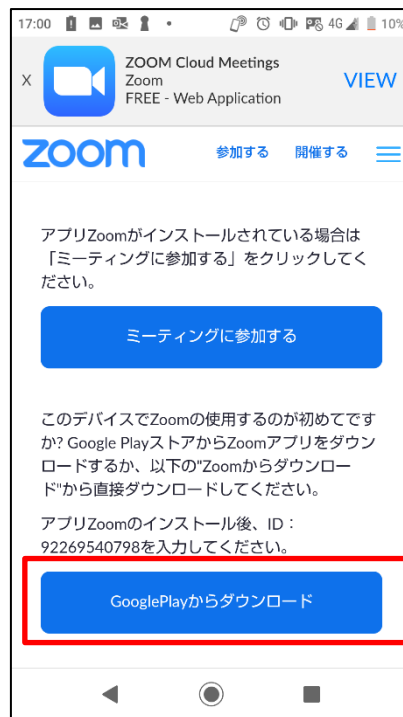 17:00 4G 10%
ZOOM Cloud Meetings
X Zoom VIEW
FREE - Web Application
zoom 参加する 開催する
アプリZoomがインストールされている場合は
「ミーティングに参加する」をクリックしてく
ださい。
ミーティングに参加する
このデバイスでZoomの使用するのが初めてです
か? Google PlayストアからZoomアプリをダウン
ロードするか、以下の"Zoomからダウンロー
ド"から直接ダウンロードしてください。
アプリZoomのインストール後、ID：
92269540798を入力してください。
GooglePlayからダウンロード